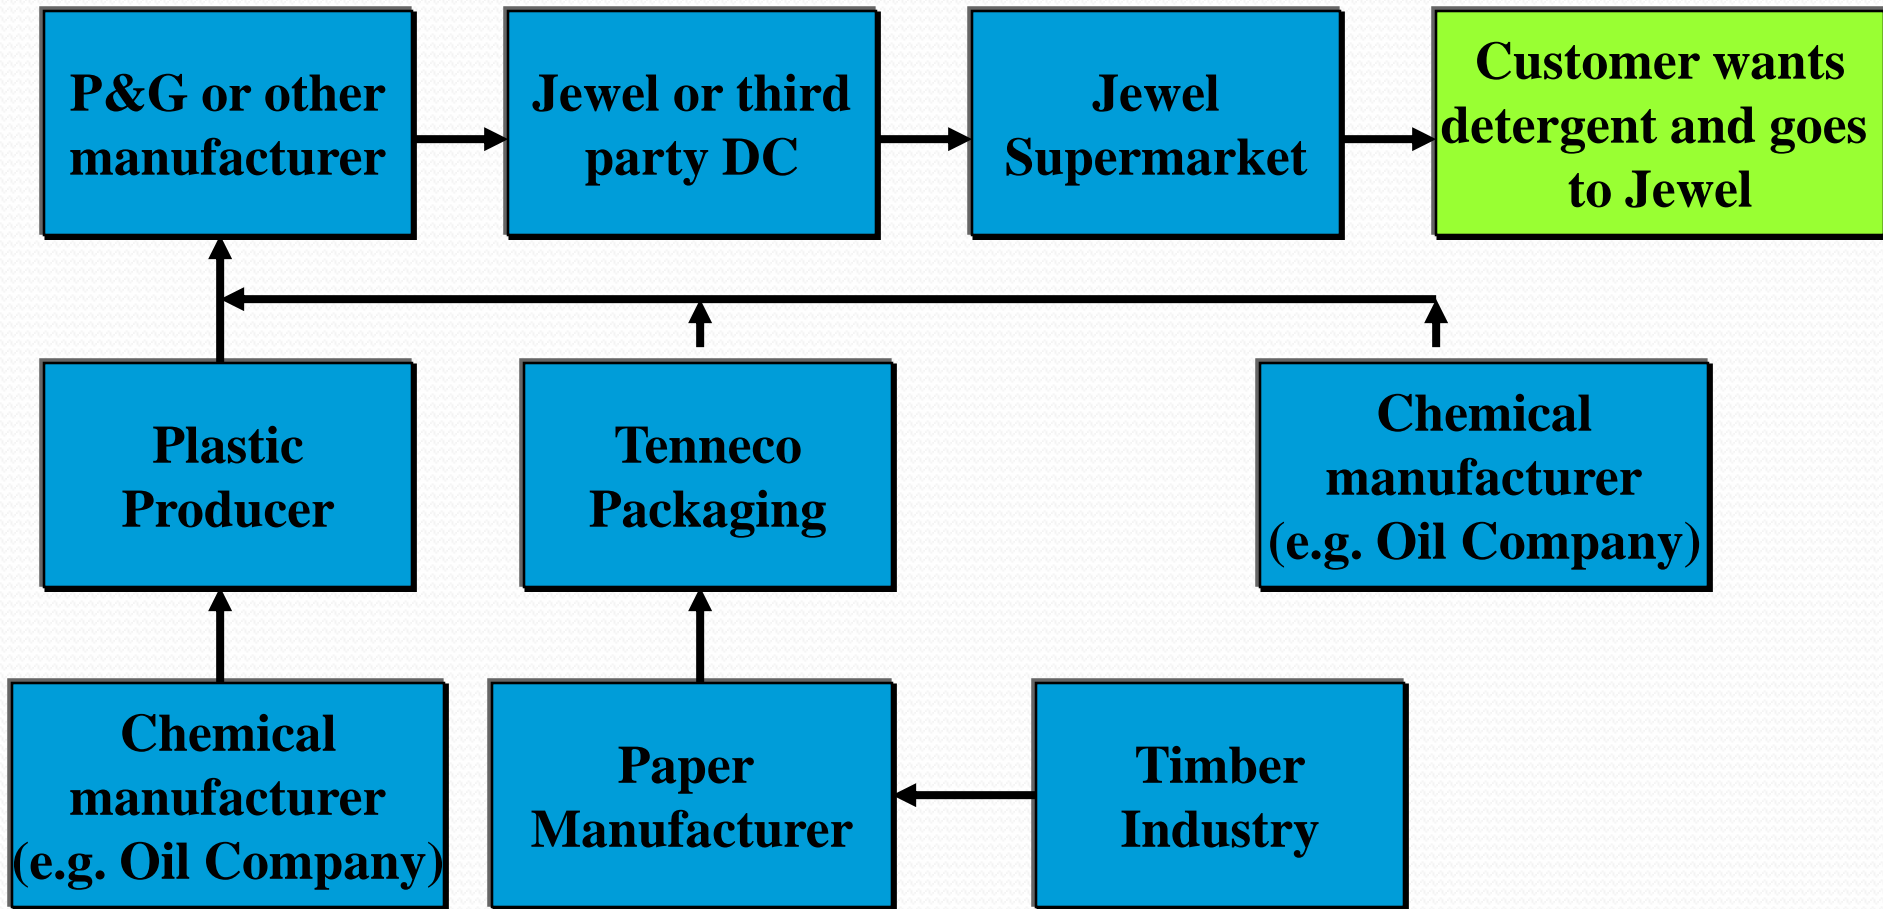 P&G or other
manufacturer
Jewel or third
party DC
Jewel
Supermarket
Customer wants
detergent and goes
to Jewel
Plastic
Producer
Tenneco
Packaging
Chemical
manufacturer
(e.g. Oil Company)
Chemical
manufacturer
(e.g. Oil Company)
Paper
Manufacturer
Timber
Industry